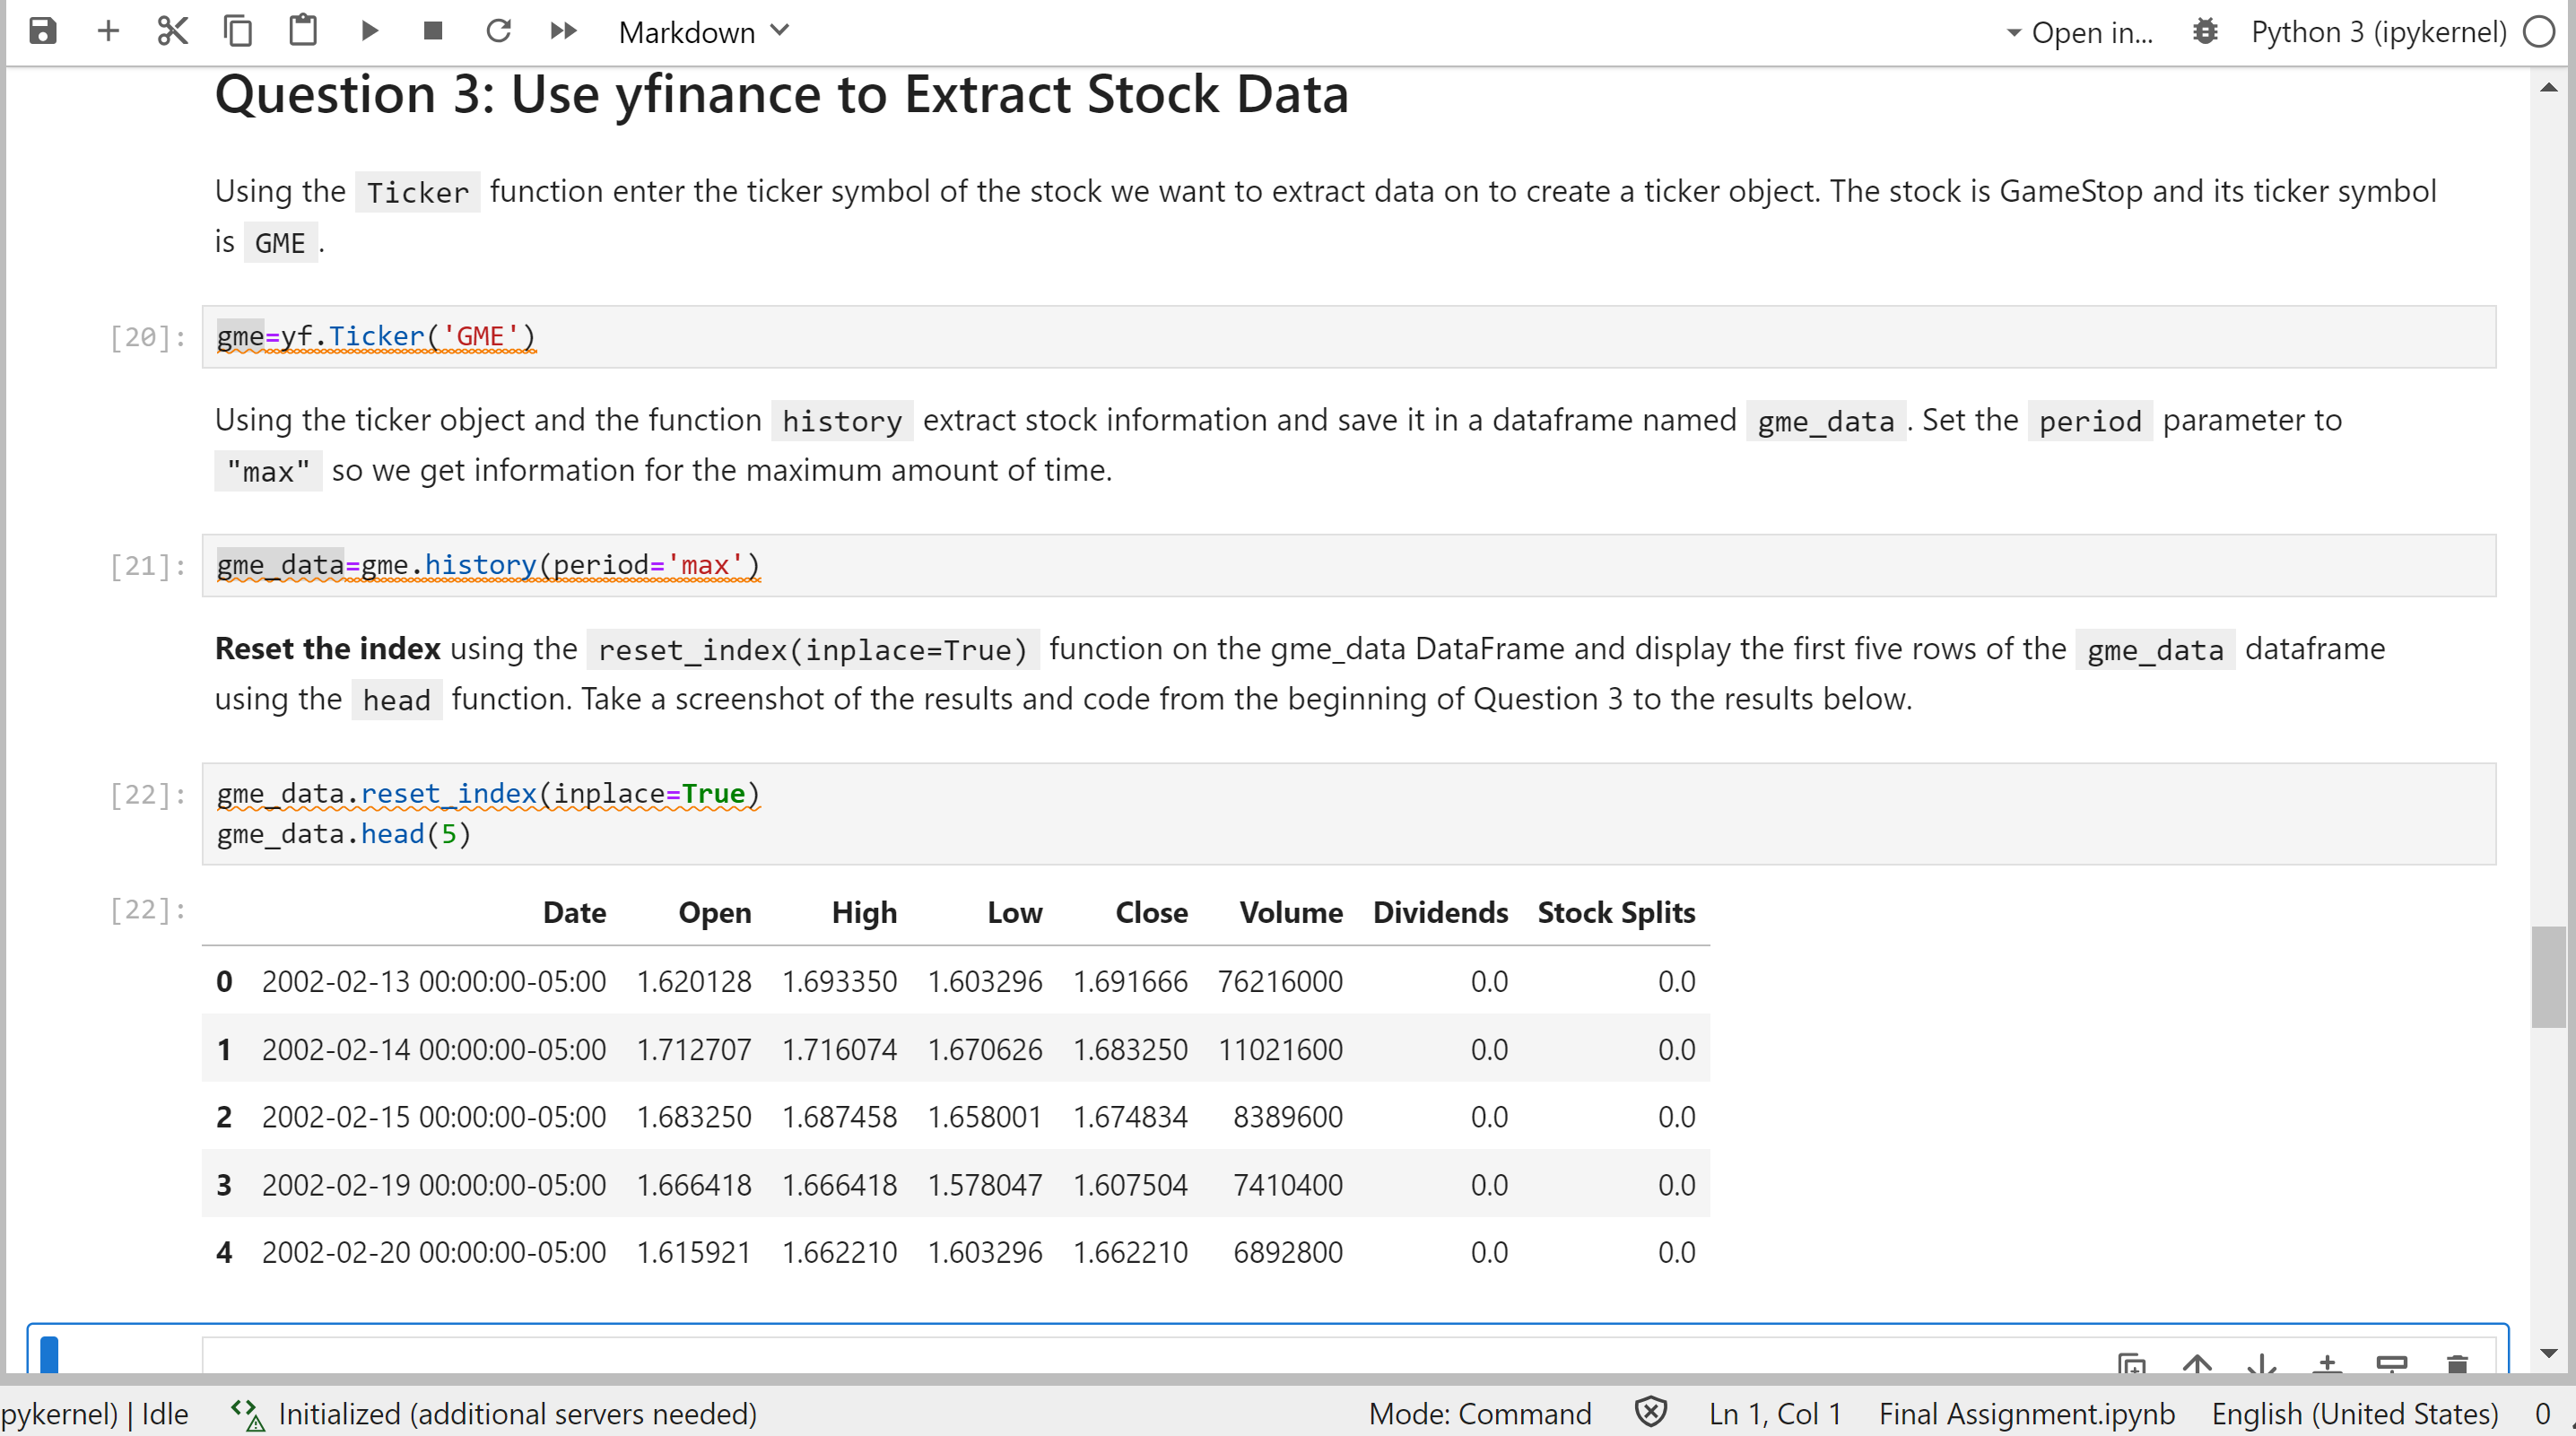 Markdown
Open in...
Python 3 (ipykernel)
Question 3: Use yfinance to Extract Stock Data
Using the Ticker function enter the ticker symbol of the stock we want to extract data on to create a ticker object. The stock is GameStop and its ticker symbol
is GME .
[20]: gme=yf.Ticker('GME')
Using the ticker object and the function history extract stock information and save it in a dataframe named gme_data . Set the period parameter to
"max" so we get information for the maximum amount of time.
[21]: gme_data=gme.history(period='max')
Reset the index using the reset_index(inplace=True) function on the gme_data DataFrame and display the first five rows of the gme_data dataframe
using the head function. Take a screenshot of the results and code from the beginning of Question 3 to the results below.
[22]: gme_data.reset_index(inplace=True)
gme_data.head(5)
[22]: Date Open High Low Close Volume Dividends Stock Splits
0 2002-02-13 00:00:00-05:00 1.620128 1.693350 1.603296 1.691666 76216000 0.0 0.0
1 2002-02-14 00:00:00-05:00 1.712707 1.716074 1.670626 1.683250 11021600 0.0 0.0
2 2002-02-15 00:00:00-05:00 1.683250 1.687458 1.658001 1.674834 8389600 0.0 0.0
3 2002-02-19 00:00:00-05:00 1.666418 1.666418 1.578047 1.607504 7410400 0.0 0.0
4 2002-02-20 00:00:00-05:00 1.615921 1.662210 1.603296 1.662210 6892800 0.0 0.0
pykernel) | Idle
Initialized (additional servers needed)
Mode: Command
Ln 1, Col 1
Final Assignment.ipynb
English (United States)
0